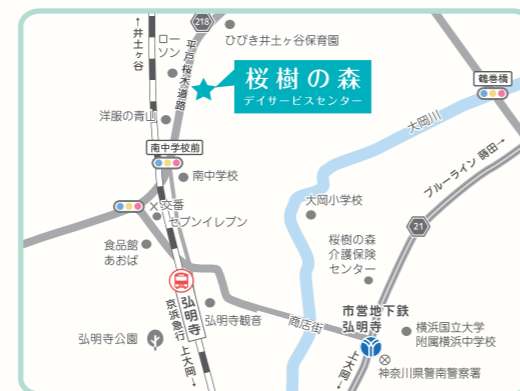 218
ひびき井土ヶ谷保育園
←井土ヶ谷
ロー
ソン
平戸桜木道路
桜樹の森
デイサービスセンター
鶴巻橋
洋服の青山
大岡川
南中学校前
ブルーライン 蒔田→
南中学校
交番
セブンイレブン
大岡小学校
21
食品館
あおば
桜樹の森
介護保険
センター
弘明寺
京浜急行 上大岡→
弘明寺観音
商店街
市営地下鉄
弘明寺
横浜国立大学
附属横浜中学校
弘明寺公園
上大岡→
神奈川県警南警察署